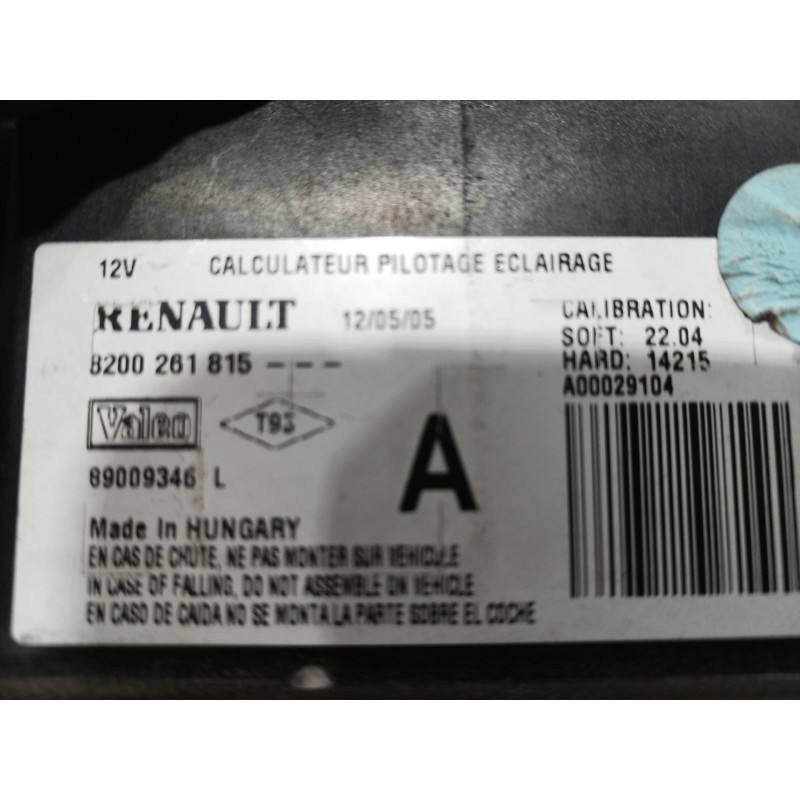 12V CALCULATEUR PILOTAGE ECLAIRAGE
RENAULT 12/05/05
8200 261 815 ----
CALIBRATION:
SOFT: 22.04
HARD: 14215
A00029104
Valeo T93
89009346 L
A
Made In HUNGARY
EN CAS DE CHUTE, NE PAS MONTER SUR VEHICULE
IN CASE OF FALLING, DO NOT ASSEMBLE ON VEHICLE
EN CASO DE CAIDA NO SE MONTA LA PARTE SOBRE EL COCHE